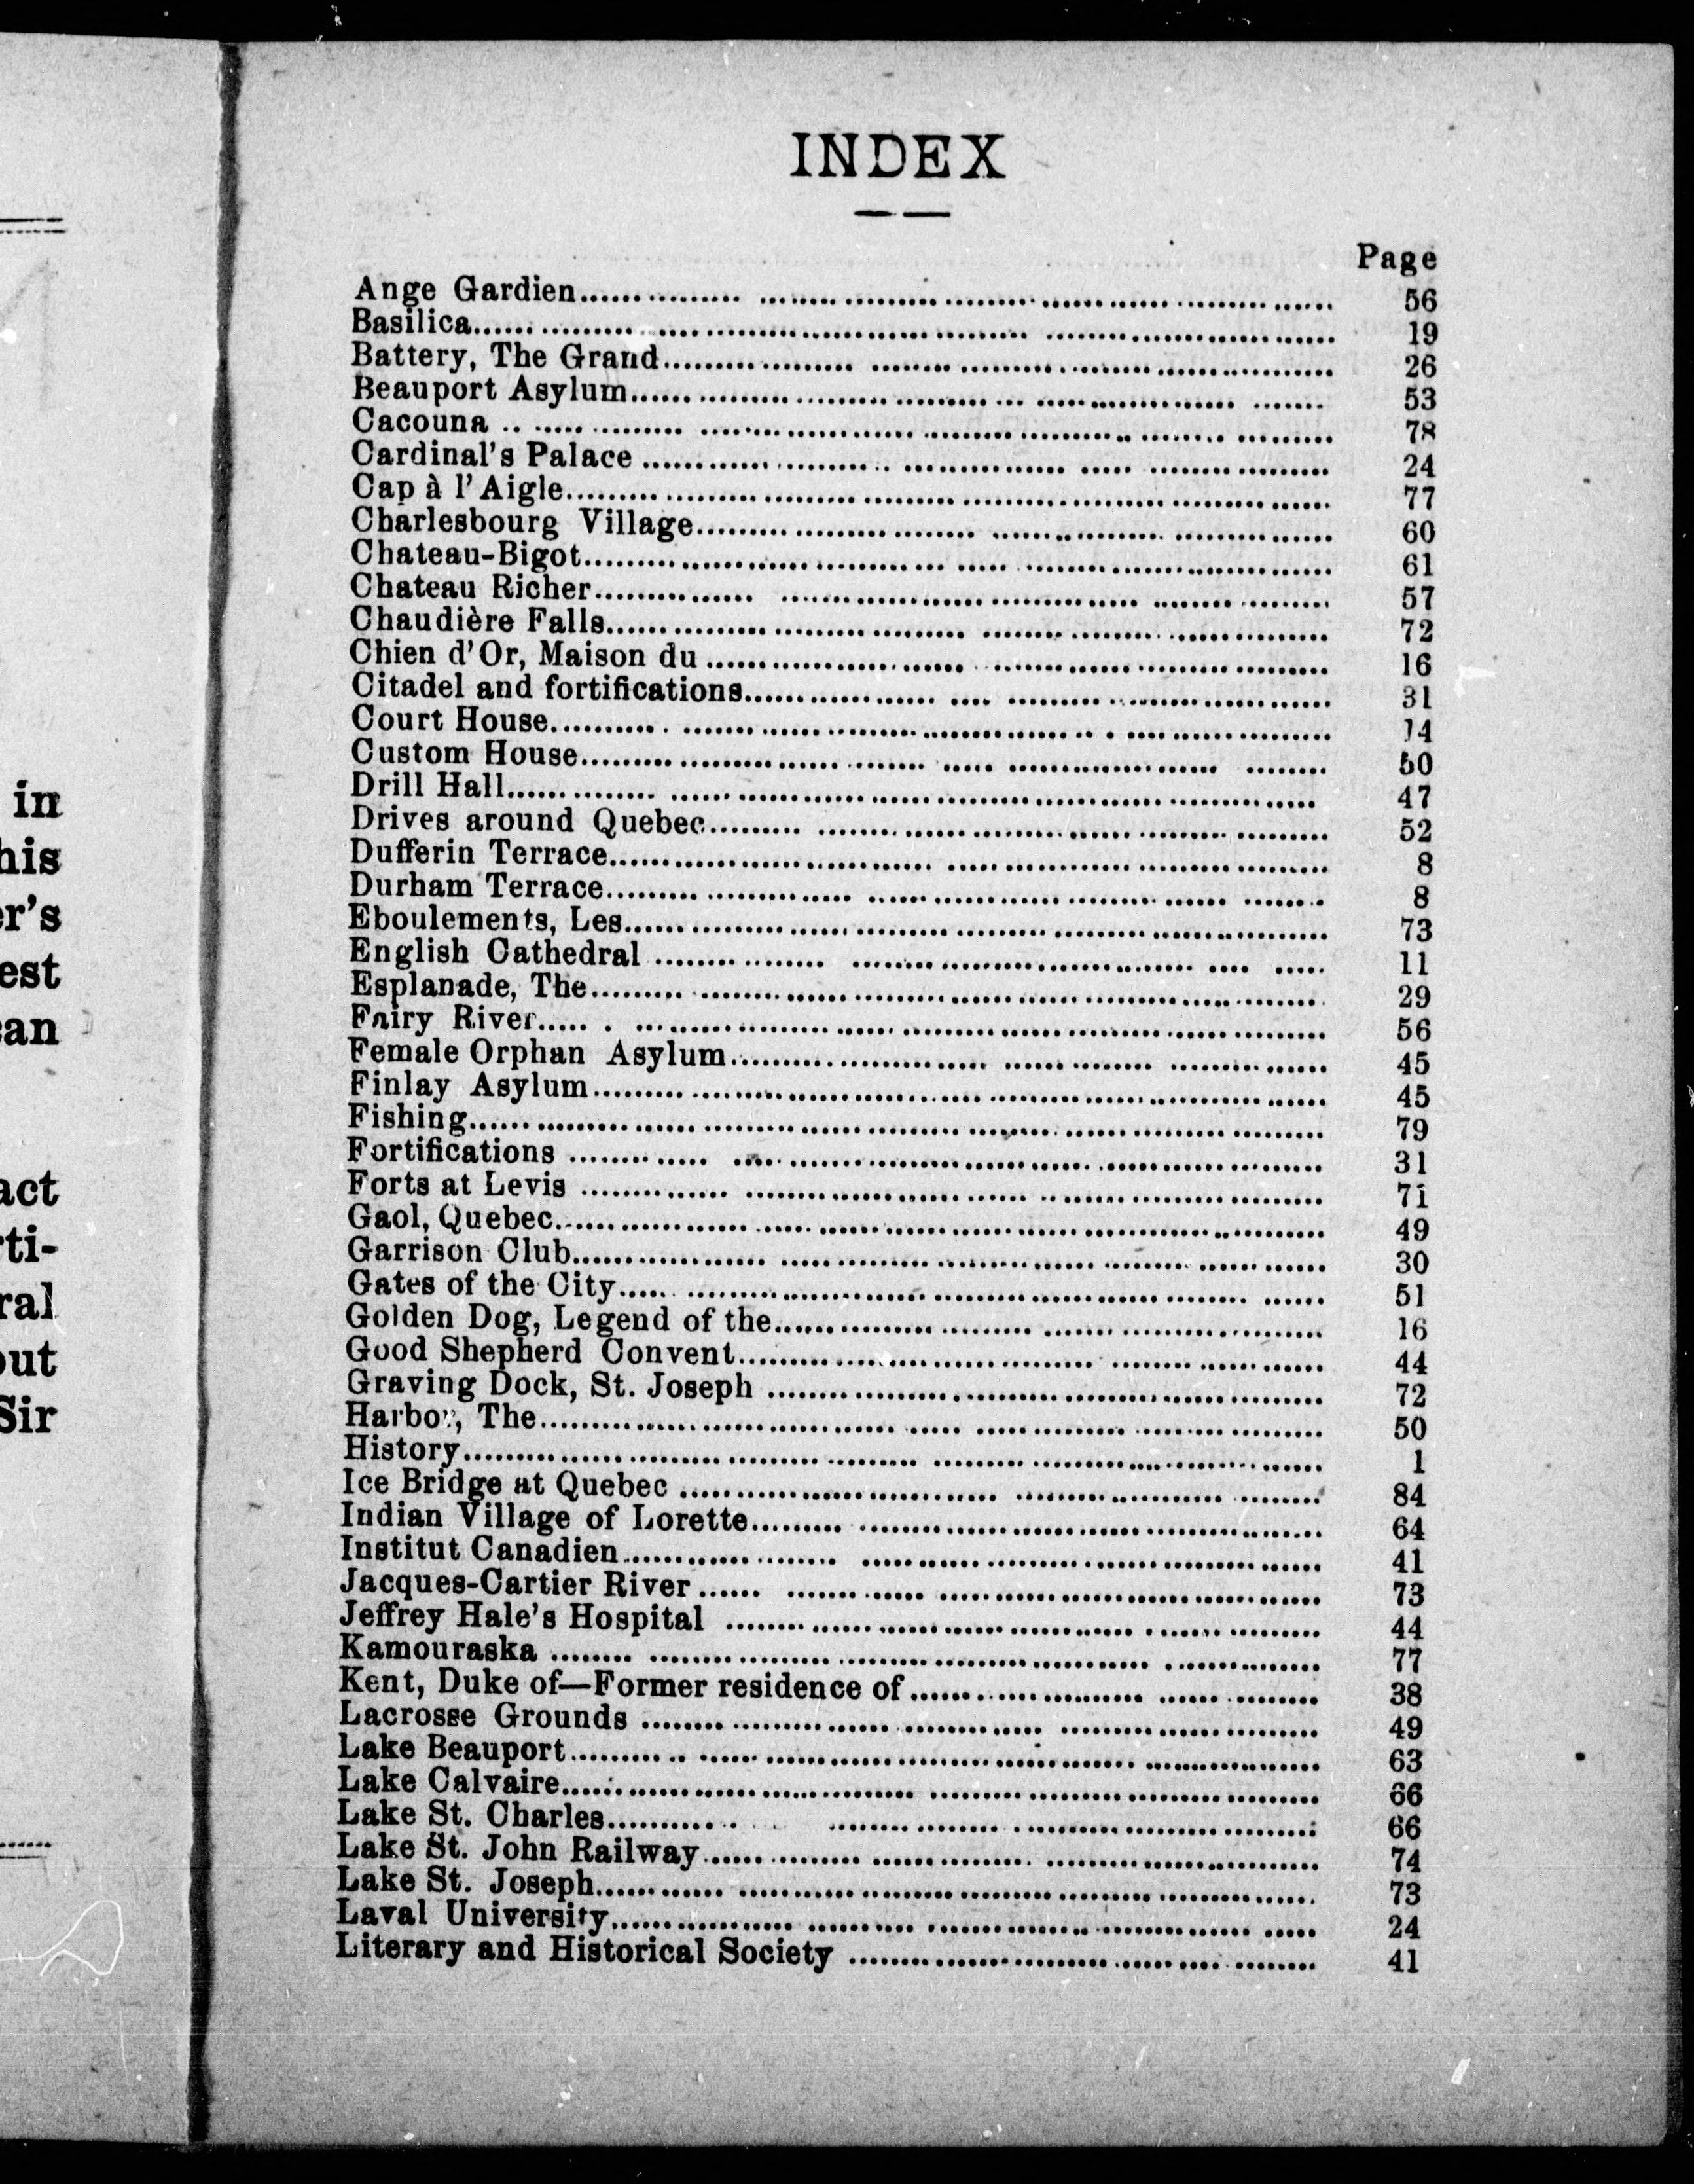 INDEX
Page
Ange Gardien 56
Basilica 19
Battery, The Grand 26
Beauport Asylum 53
Cacouna 78
Cardinal's Palace 24
Cap à l'Aigle 77
Charlesbourg Village 60
Chateau-Bigot 61
Chateau Richer 57
Chaudière Falls 72
Chien d'Or, Maison du 16
Citadel and fortifications 31
Court House 14
Custom House 50
Drill Hall 47
Drives around Quebec 52
Dufferin Terrace 8
Durham Terrace 8
Eboulements, Les 73
English Cathedral 11
Esplanade, The 29
Fairy River 56
Female Orphan Asylum 45
Finlay Asylum 45
Fishing 79
Fortifications 31
Forts at Levis 71
Gaol, Quebec 49
Garrison Club 30
Gates of the City 51
Golden Dog, Legend of the 16
Good Shepherd Convent 44
Graving Dock, St. Joseph 72
Harbor, The 50
History 1
Ice Bridge at Quebec 84
Indian Village of Lorette 64
Institut Canadien 41
Jacques-Cartier River 73
Jeffrey Hale's Hospital 44
Kamouraska 77
Kent, Duke of—Former residence of 38
Lacrosse Grounds 49
Lake Beauport 63
Lake Calvaire 66
Lake St. Charles 66
Lake St. John Railway 74
Lake St. Joseph 73
Laval University 24
Literary and Historical Society 41
in
his
er's
est
can
act
rti-
ral
out
Sir